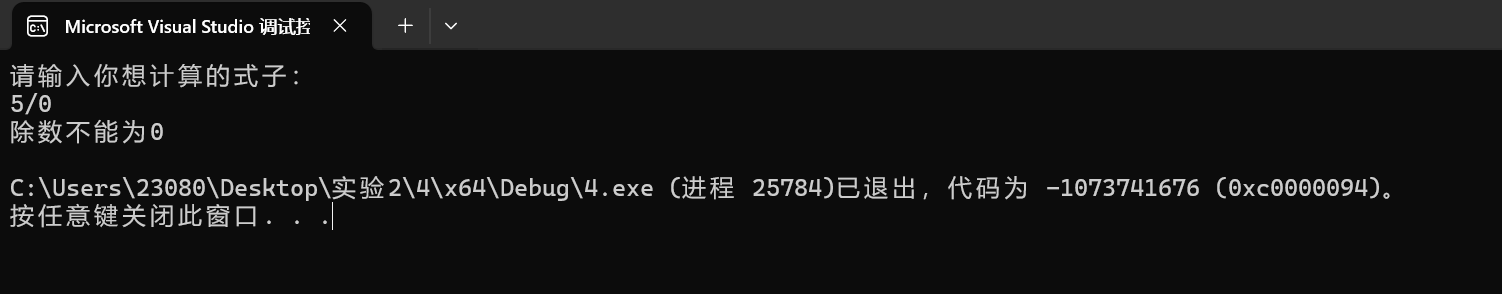 Microsoft Visual Studio 调试控
请输入你想计算的式子：
5/0
除数不能为0
C:\Users\23080\Desktop\实验2\4\x64\Debug\4.exe (进程 25784)已退出，代码为 -1073741676 (0xc0000094)。
按任意键关闭此窗口. . .